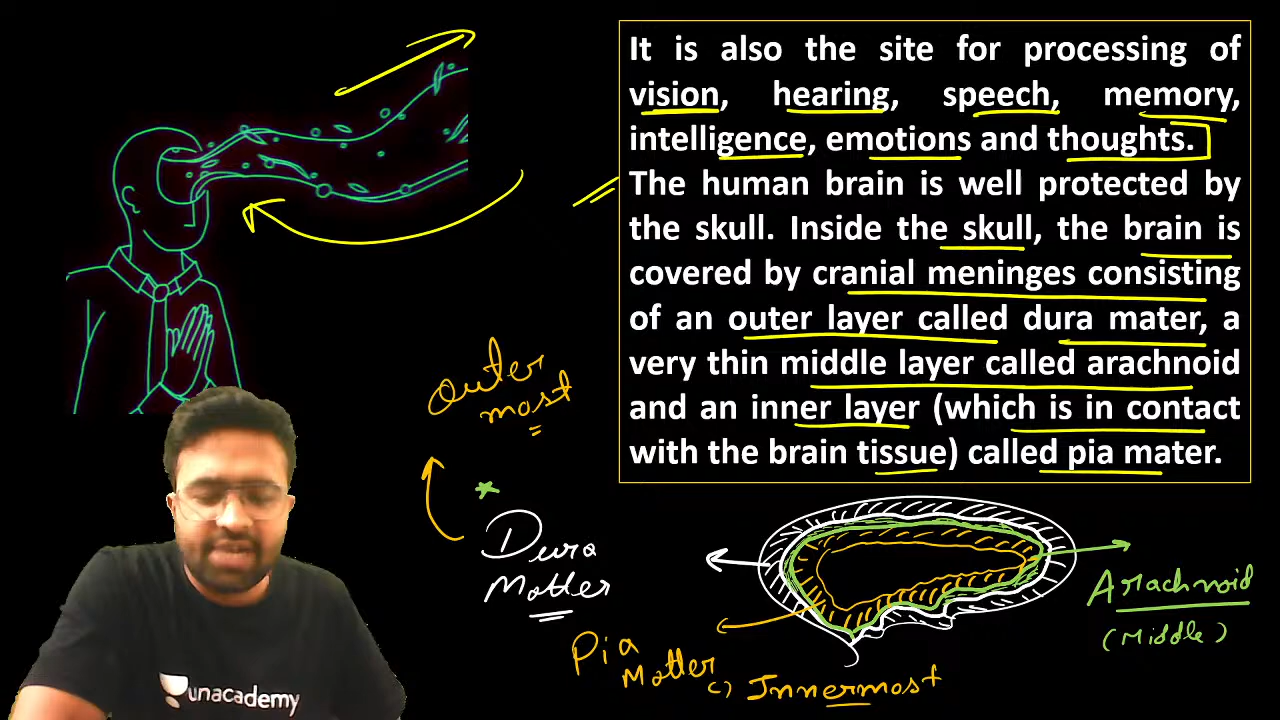 It is also the site for processing of
vision, hearing, speech, memory,
intelligence, emotions and thoughts.
The human brain is well protected by
the skull. Inside the skull, the brain is
covered by cranial meninges consisting
of an outer layer called dura mater, a
very thin middle layer called arachnoid
and an inner layer (which is in contact
with the brain tissue) called pia mater.
Outer
most
Dura
Matter
Arachnoid
(Middle)
Pia
Matter
Innermost
unacademy